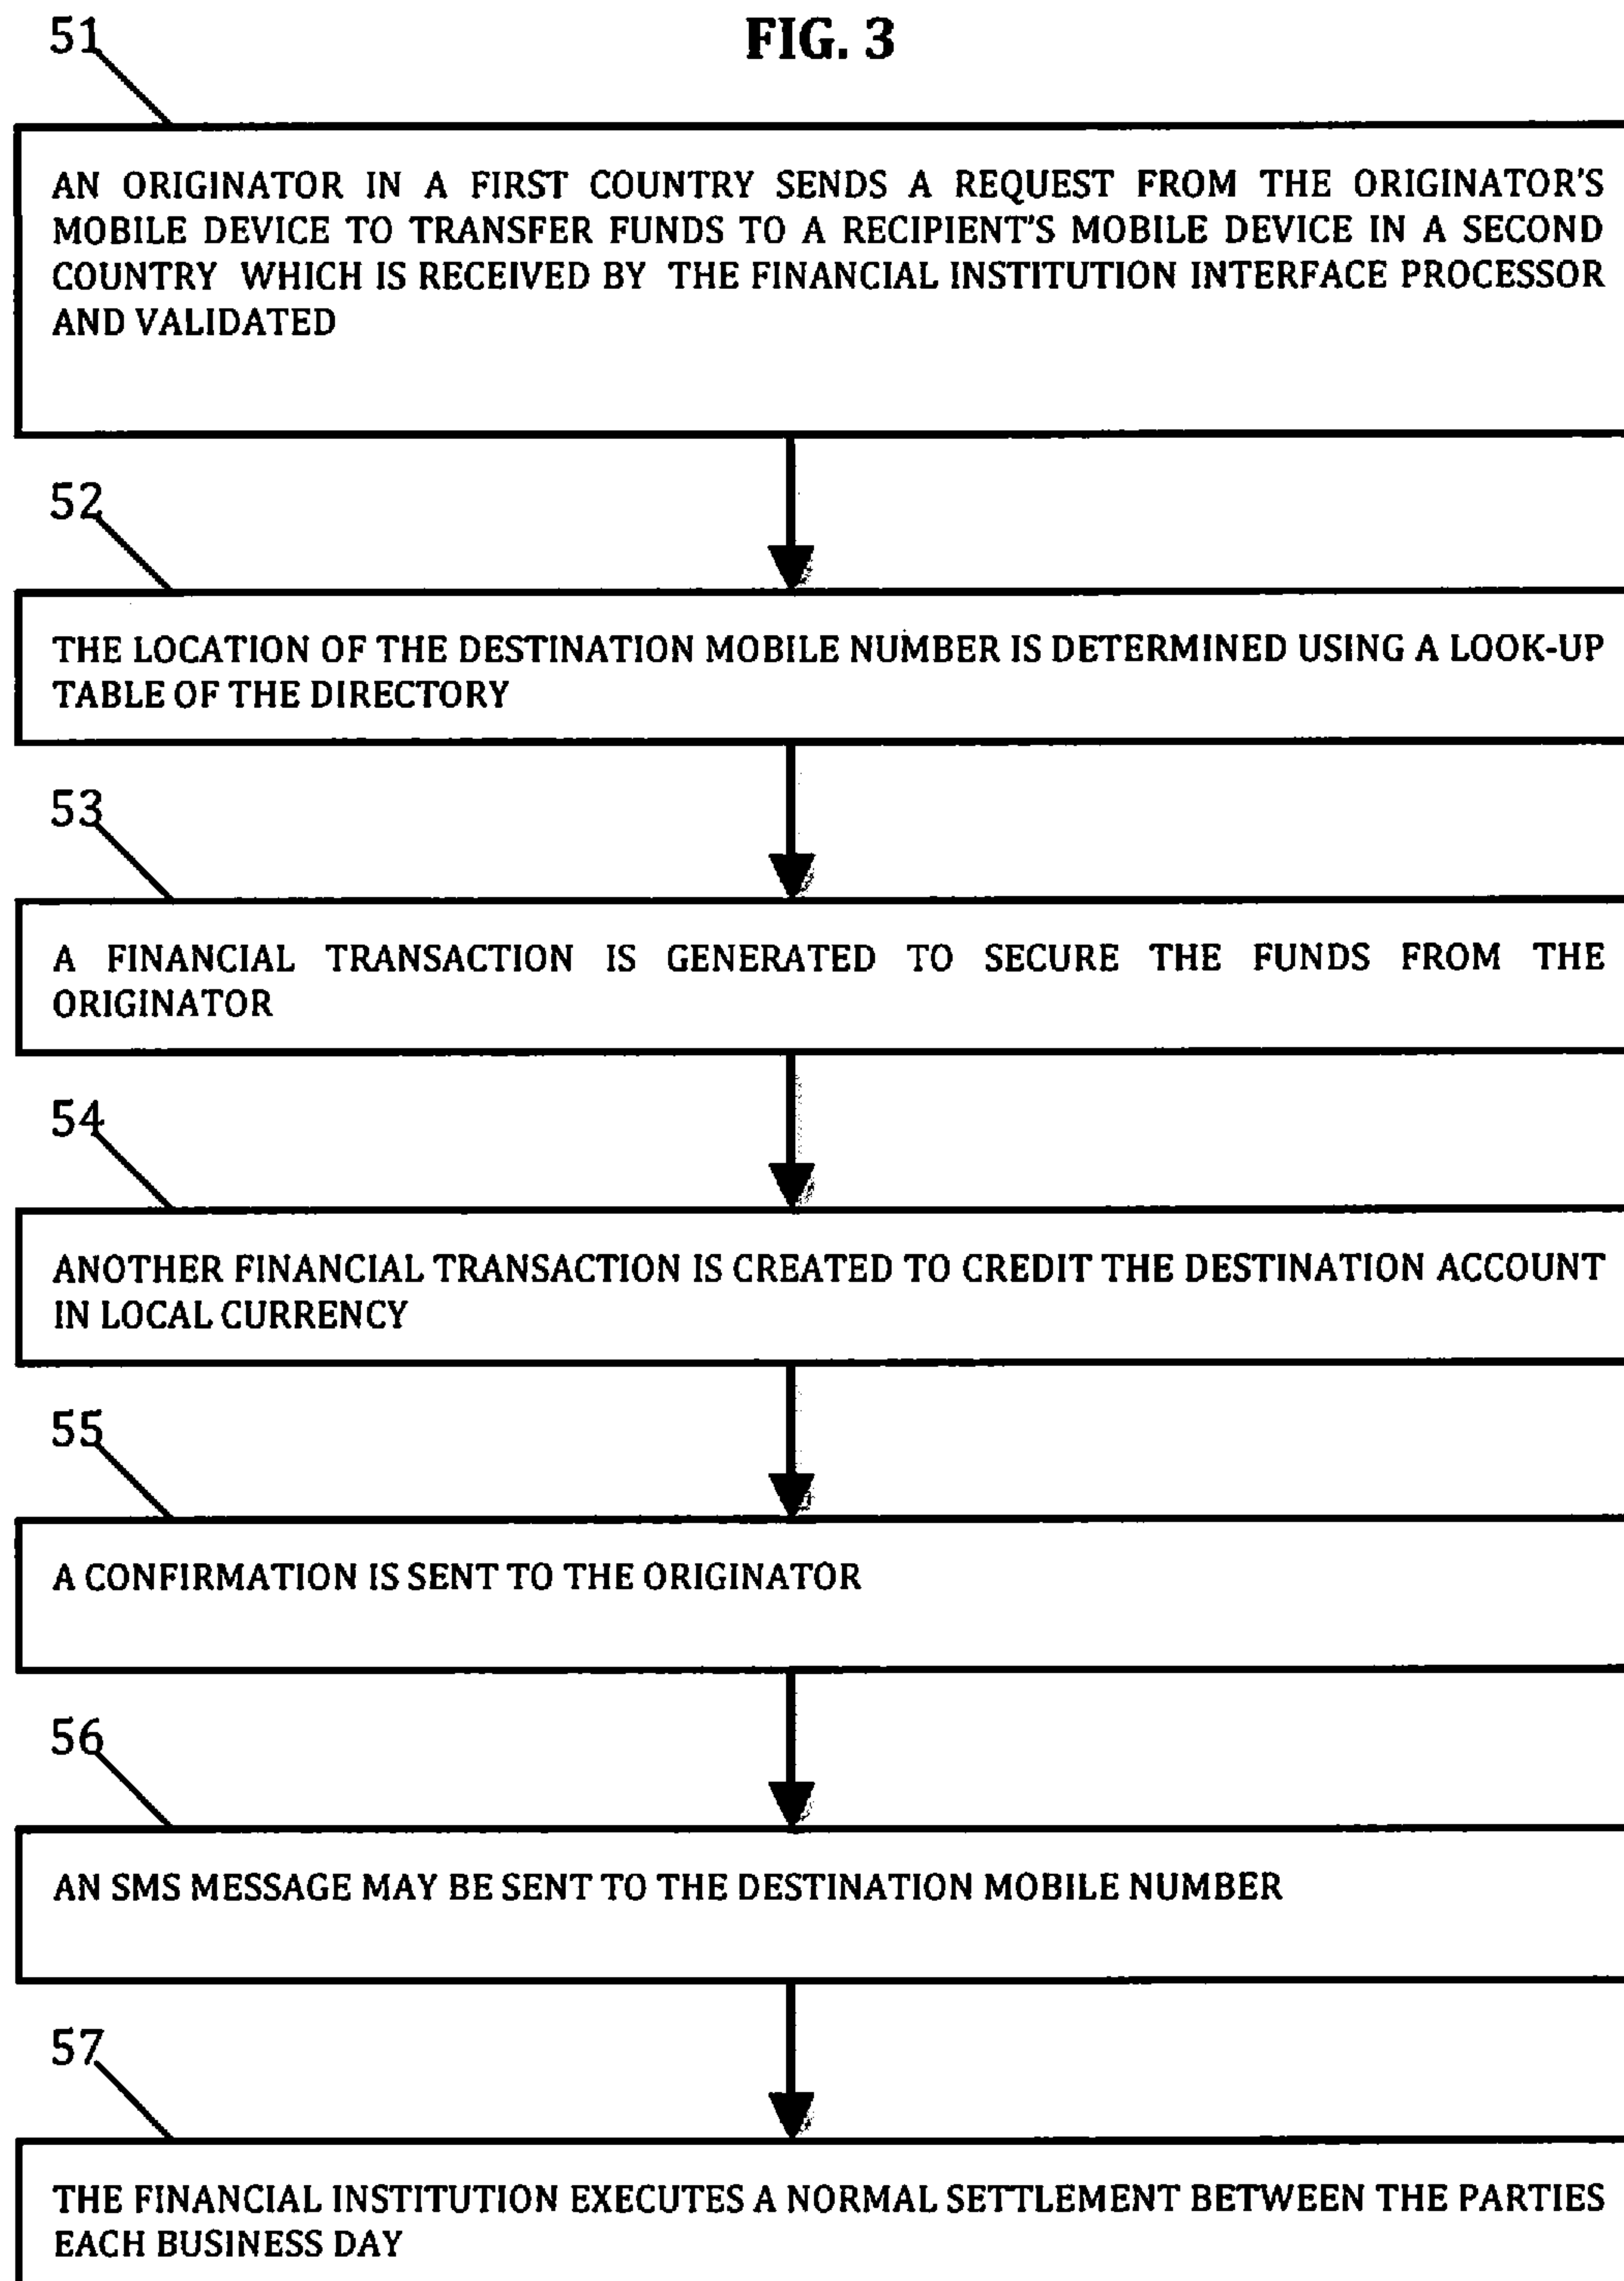 FIG. 3
51
AN ORIGINATOR IN A FIRST COUNTRY SENDS A REQUEST FROM THE ORIGINATOR'S
MOBILE DEVICE TO TRANSFER FUNDS TO A RECIPIENT'S MOBILE DEVICE IN A SECOND
COUNTRY WHICH IS RECEIVED BY THE FINANCIAL INSTITUTION INTERFACE PROCESSOR
AND VALIDATED
52
THE LOCATION OF THE DESTINATION MOBILE NUMBER IS DETERMINED USING A LOOK-UP
TABLE OF THE DIRECTORY
53
A FINANCIAL TRANSACTION IS GENERATED TO SECURE THE FUNDS FROM THE
ORIGINATOR
54
ANOTHER FINANCIAL TRANSACTION IS CREATED TO CREDIT THE DESTINATION ACCOUNT
IN LOCAL CURRENCY
55
A CONFIRMATION IS SENT TO THE ORIGINATOR
56
AN SMS MESSAGE MAY BE SENT TO THE DESTINATION MOBILE NUMBER
57
THE FINANCIAL INSTITUTION EXECUTES A NORMAL SETTLEMENT BETWEEN THE PARTIES
EACH BUSINESS DAY